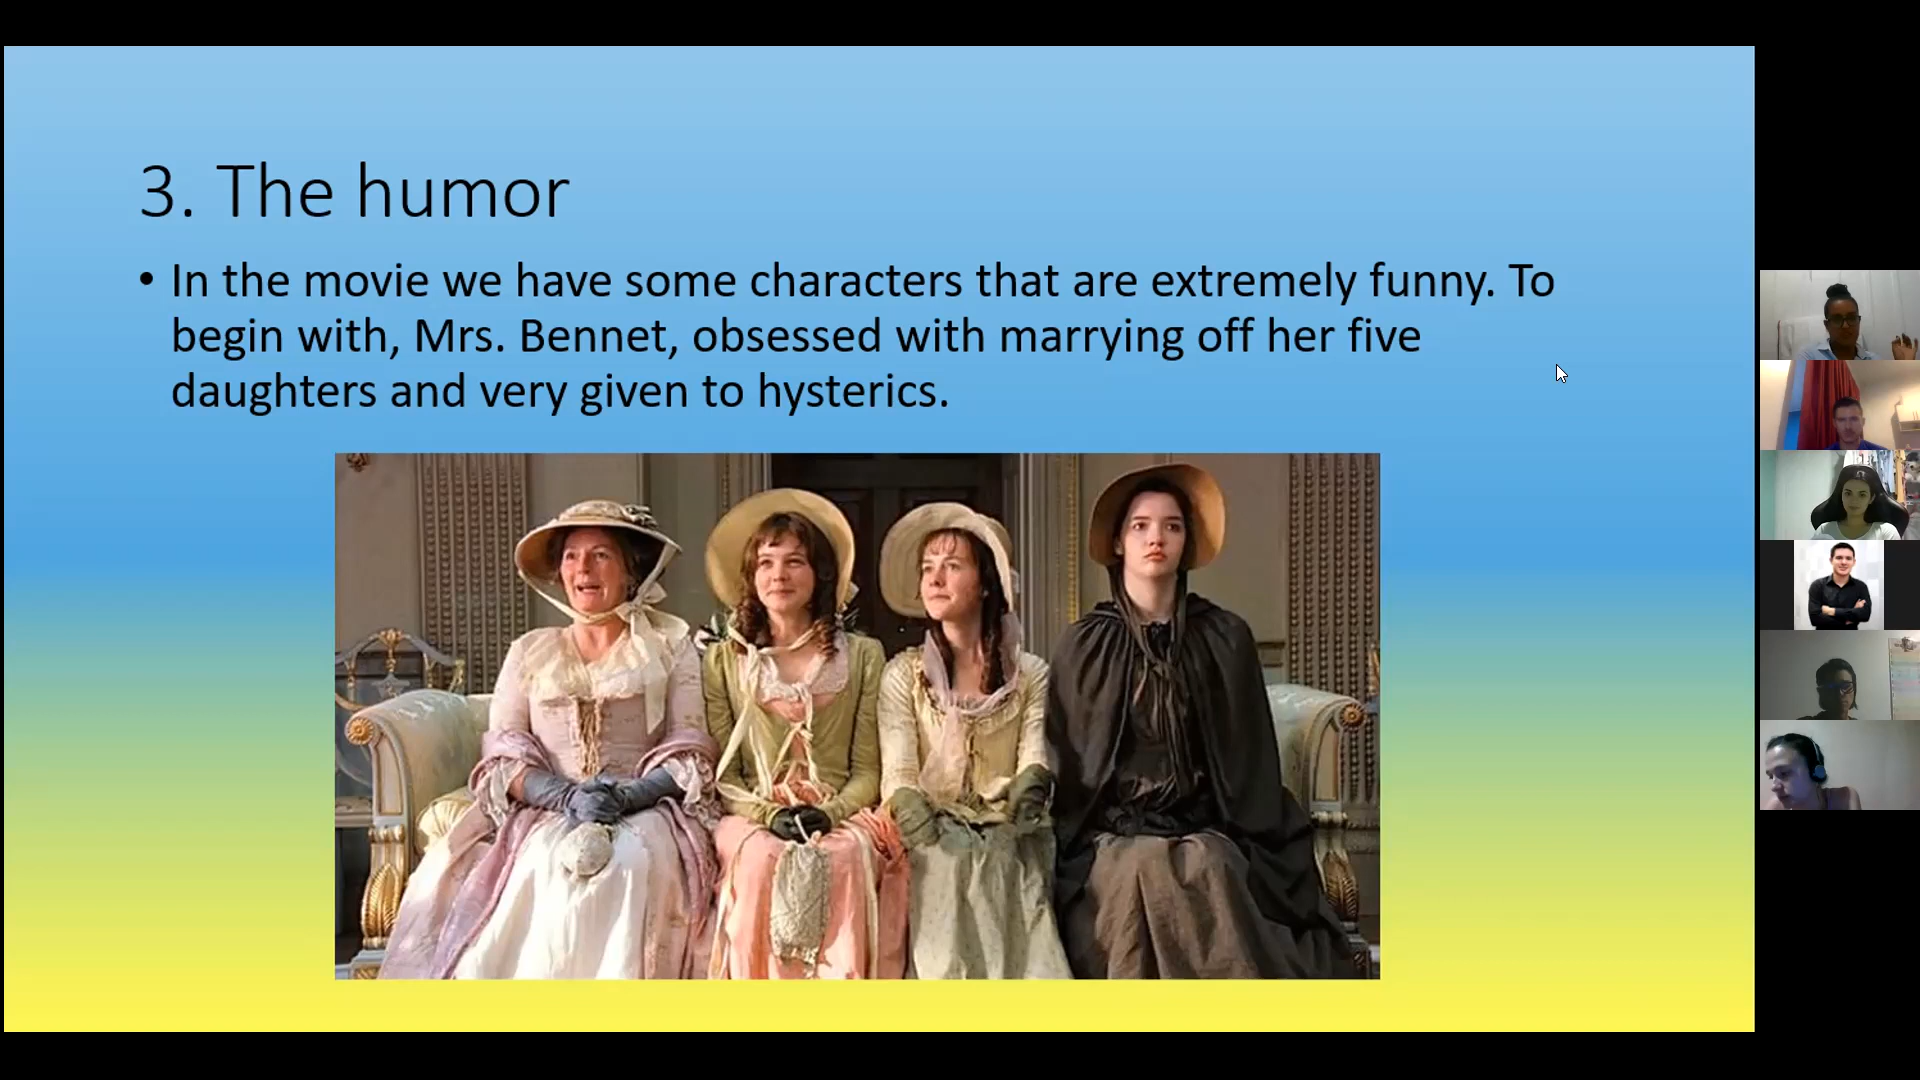 3. The humor
• In the movie we have some characters that are extremely funny. To
begin with, Mrs. Bennet, obsessed with marrying off her five
daughters and very given to hysterics.